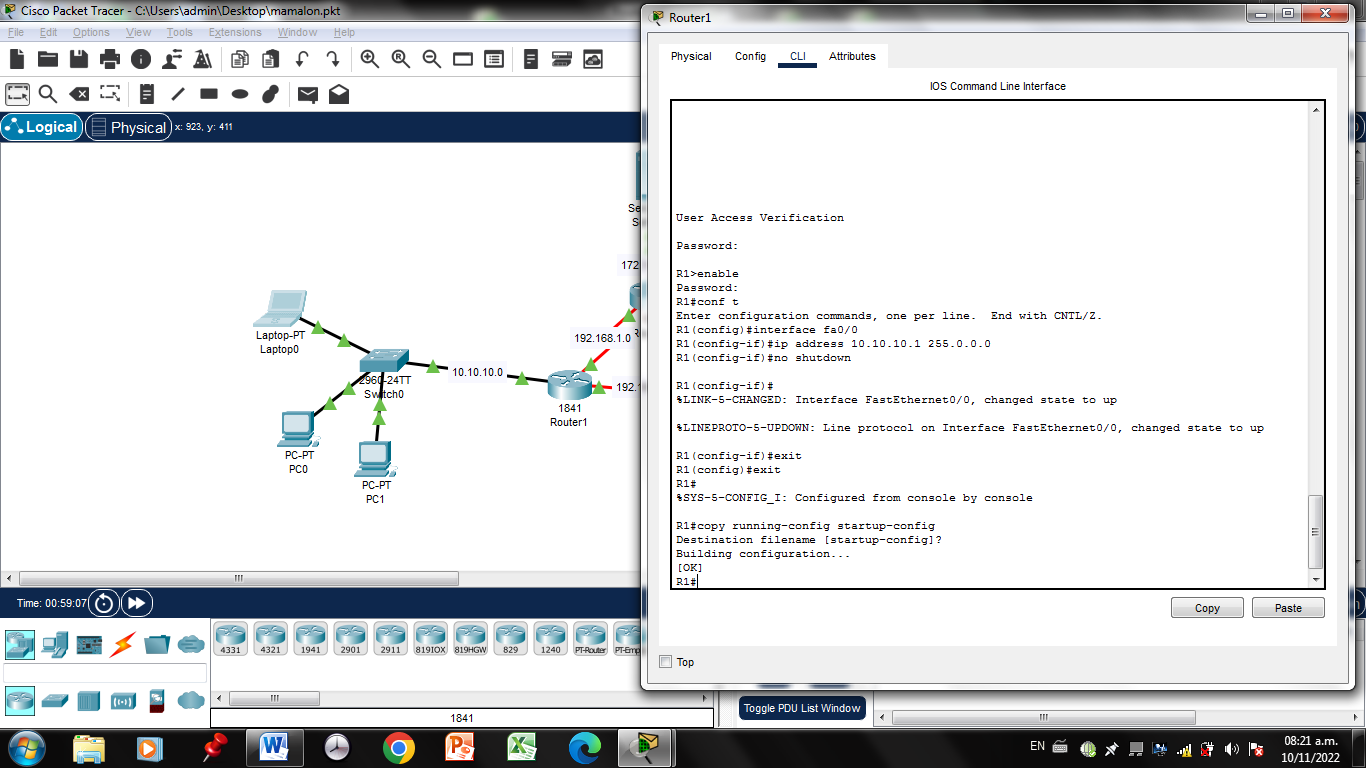 Cisco Packet Tracer - C:\Users\admin\Desktop\mamalon.pkt
File Edit Options View Tools Extensions Window Help
Logical
Physical
x: 923, y: 411
Laptop-PT
Laptop0
2960-24TT
Switch0
PC-PT
PC0
PC-PT
PC1
10.10.10.0
1841
Router1
192.168.1.0
Time: 00:59:07
4331 4321 1941 2901 2911 819IOX 819HGW 829 1240 PT-Router
1841
Router1
Physical Config CLI Attributes
IOS Command Line Interface
User Access Verification
Password:
R1>enable
Password:
R1#conf t
Enter configuration commands, one per line.  End with CNTL/Z.
R1(config)#interface fa0/0
R1(config-if)#ip address 10.10.10.1 255.0.0.0
R1(config-if)#no shutdown
R1(config-if)#
%LINK-5-CHANGED: Interface FastEthernet0/0, changed state to up
%LINEPROTO-5-UPDOWN: Line protocol on Interface FastEthernet0/0, changed state to up
R1(config-if)#exit
R1(config)#exit
R1#
%SYS-5-CONFIG_I: Configured from console by console
R1#copy running-config startup-config
Destination filename [startup-config]?
Building configuration...
[OK]
R1#
Copy Paste
Top
Toggle PDU List Window
EN
08:21 a.m.
10/11/2022